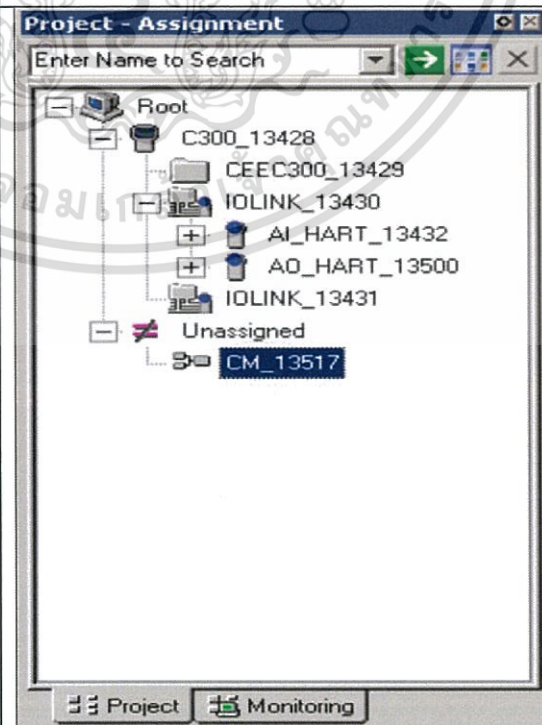 Project - Assignment
Enter Name to Search
Root
C300_13428
CEEC300_13429
IOLINK_13430
AI_HART_13432
AO_HART_13500
IOLINK_13431
Unassigned
CM_13517
Project
Monitoring